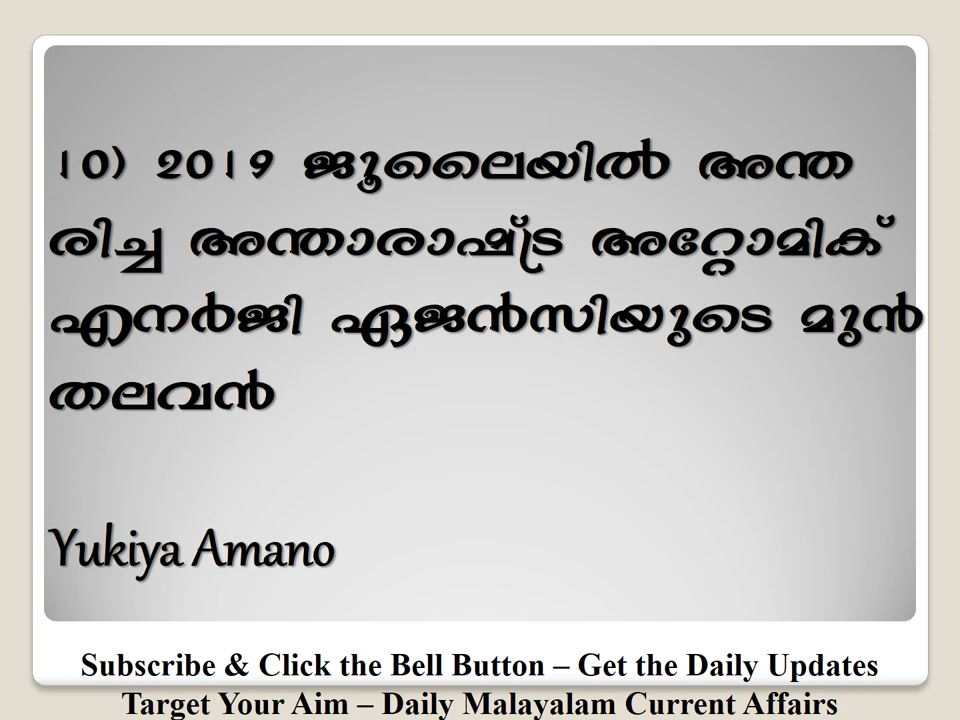 10) 2019 ജൂലൈയിൽ അന്ത
രിച്ച അന്താരാഷ്ട്ര അറ്റോമിക്
എനർജി ഏജൻസിയുടെ മുൻ
തലവൻ
Yukiya Amano
Subscribe & Click the Bell Button – Get the Daily Updates
Target Your Aim – Daily Malayalam Current Affairs